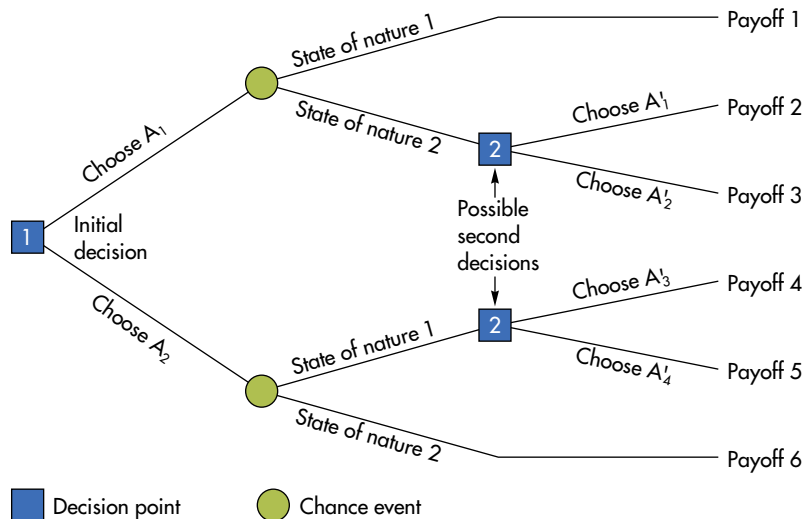 State of nature 1
Payoff 1
Choose A₁
State of nature 2
2
Choose A'₁
Payoff 2
Choose A'₂
Payoff 3
1
Initial
decision
Possible
second
decisions
Choose A₂
State of nature 1
2
Choose A'₃
Payoff 4
Choose A'₄
Payoff 5
State of nature 2
Payoff 6
Decision point
Chance event